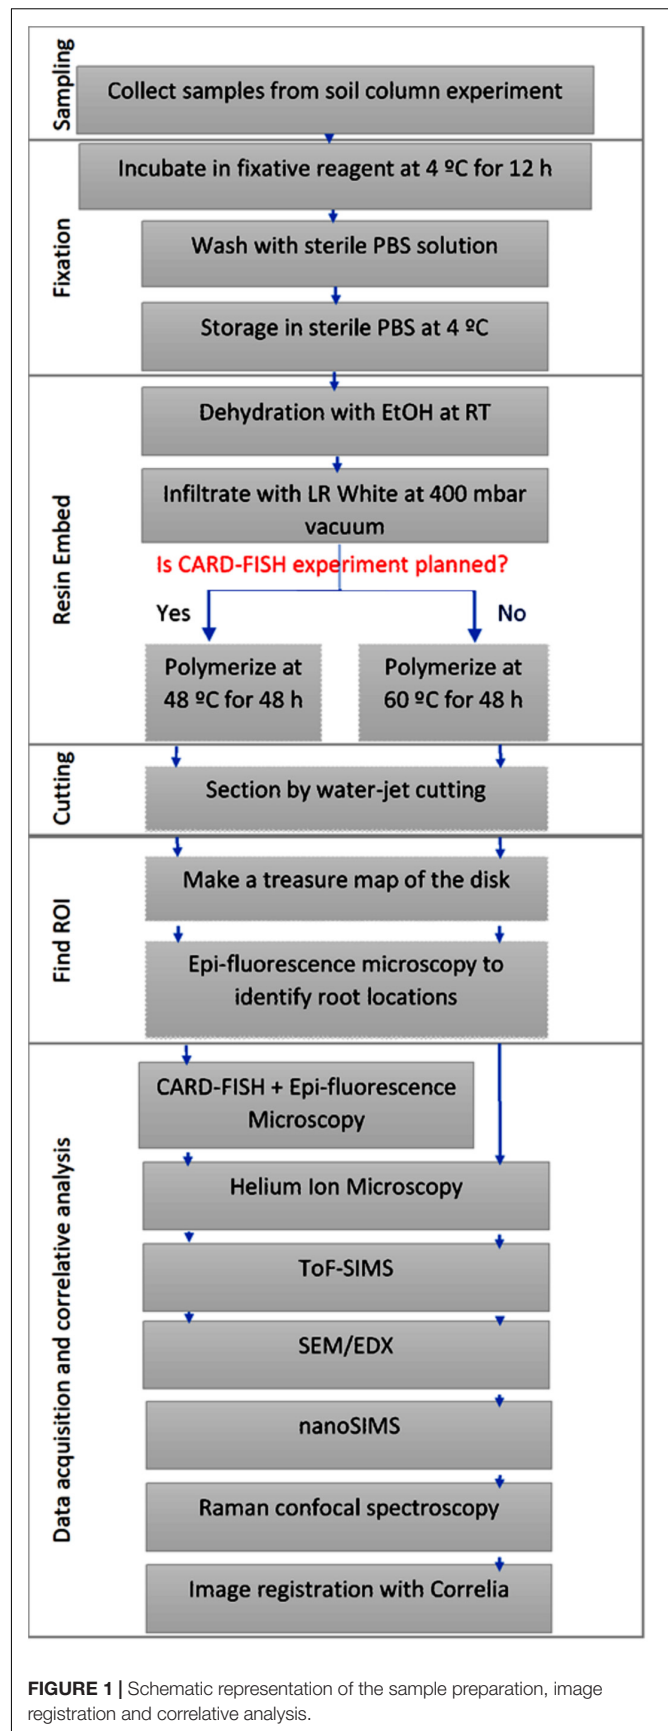 Sampling
Collect samples from soil column experiment
Fixation
Incubate in fixative reagent at 4 ºC for 12 h
Wash with sterile PBS solution
Storage in sterile PBS at 4 ºC
Resin Embed
Dehydration with EtOH at RT
Infiltrate with LR White at 400 mbar
vacuum
Is CARD-FISH experiment planned?
Yes
No
Polymerize at
48 ºC for 48 h
Polymerize at
60 ºC for 48 h
Cutting
Section by water-jet cutting
Find ROI
Make a treasure map of the disk
Epi-fluorescence microscopy to
identify root locations
Data acquisition and correlative analysis
CARD-FISH + Epi-fluorescence
Microscopy
Helium Ion Microscopy
ToF-SIMS
SEM/EDX
nanoSIMS
Raman confocal spectroscopy
Image registration with Correlia
FIGURE 1 | Schematic representation of the sample preparation, image
registration and correlative analysis.